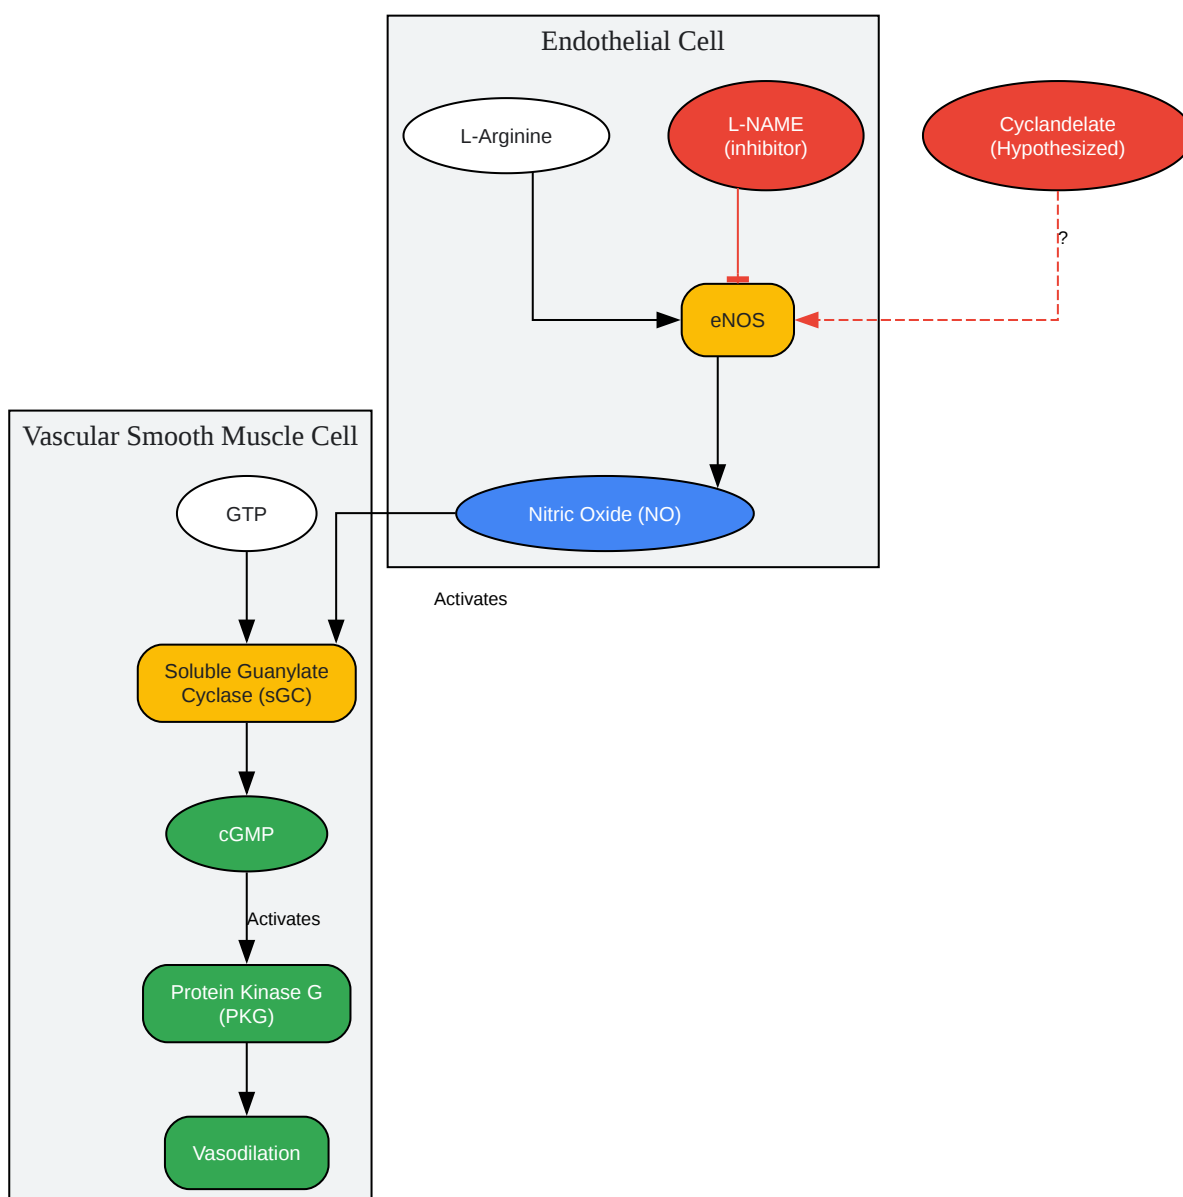 Endothelial Cell
L-Arginine
L-NAME
(inhibitor)
Cyclandelate
(Hypothesized)
?
eNOS
Vascular Smooth Muscle Cell
GTP
Nitric Oxide (NO)
Activates
Soluble Guanylate
Cyclase (sGC)
cGMP
Activates
Protein Kinase G
(PKG)
Vasodilation